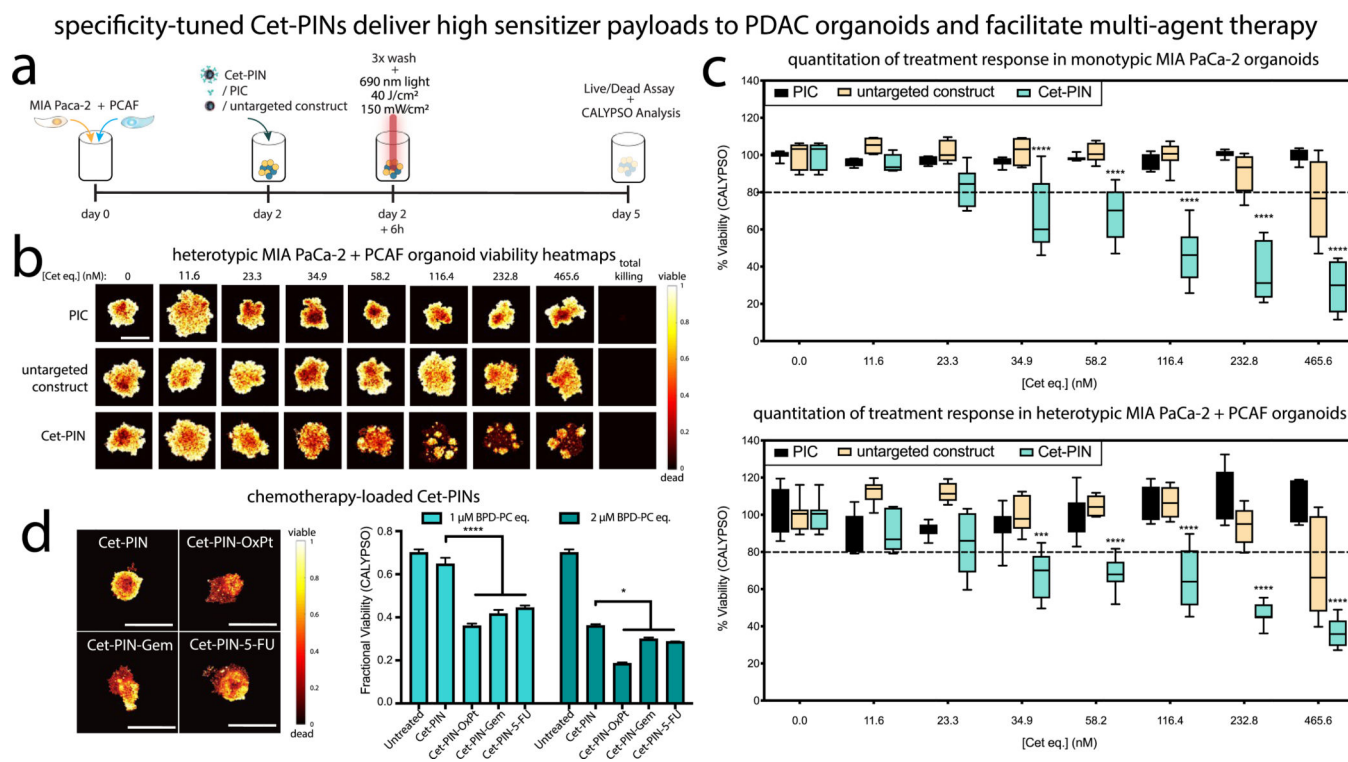 specificity-tuned Cet-PINs deliver high sensitizer payloads to PDAC organoids and facilitate multi-agent therapy
a
MIA Paca-2 + PCAF
Cet-PIN
/ PIC
/ untargeted construct
3x wash
+
690 nm light
40 J/cm²
150 mW/cm²
Live/Dead Assay
+
CALYPSO Analysis
day 0
day 2
day 2
+ 6h
day 5
b
heterotypic MIA PaCa-2 + PCAF organoid viability heatmaps
[Cet eq.] (nM): 0 11.6 23.3 34.9 58.2 116.4 232.8 465.6 total killing
viable
PIC
untargeted construct
Cet-PIN
1
0.8
0.6
0.4
0.2
0
dead
c
quantitation of treatment response in monotypic MIA PaCa-2 organoids
PIC untargeted construct Cet-PIN
% Viability (CALYPSO)
140
120
100
80
60
40
20
0
**** **** **** **** ****
0.0 11.6 23.3 34.9 58.2 116.4 232.8 465.6
[Cet eq.] (nM)
quantitation of treatment response in heterotypic MIA PaCa-2 + PCAF organoids
PIC untargeted construct Cet-PIN
% Viability (CALYPSO)
140
120
100
80
60
40
20
0
*** **** **** **** ****
0.0 11.6 23.3 34.9 58.2 116.4 232.8 465.6
[Cet eq.] (nM)
chemotherapy-loaded Cet-PINs
d
Cet-PIN Cet-PIN-OxPt
Cet-PIN-Gem Cet-PIN-5-FU
viable
1
0.8
0.6
0.4
0.2
0
dead
1 µM BPD-PC eq. 2 µM BPD-PC eq.
**** *
Fractional Viability (CALYPSO)
0.8
0.6
0.4
0.2
0.0
Untreated Cet-PIN Cet-PIN-OxPt Cet-PIN-Gem Cet-PIN-5-FU Untreated Cet-PIN Cet-PIN-OxPt Cet-PIN-Gem Cet-PIN-5-FU